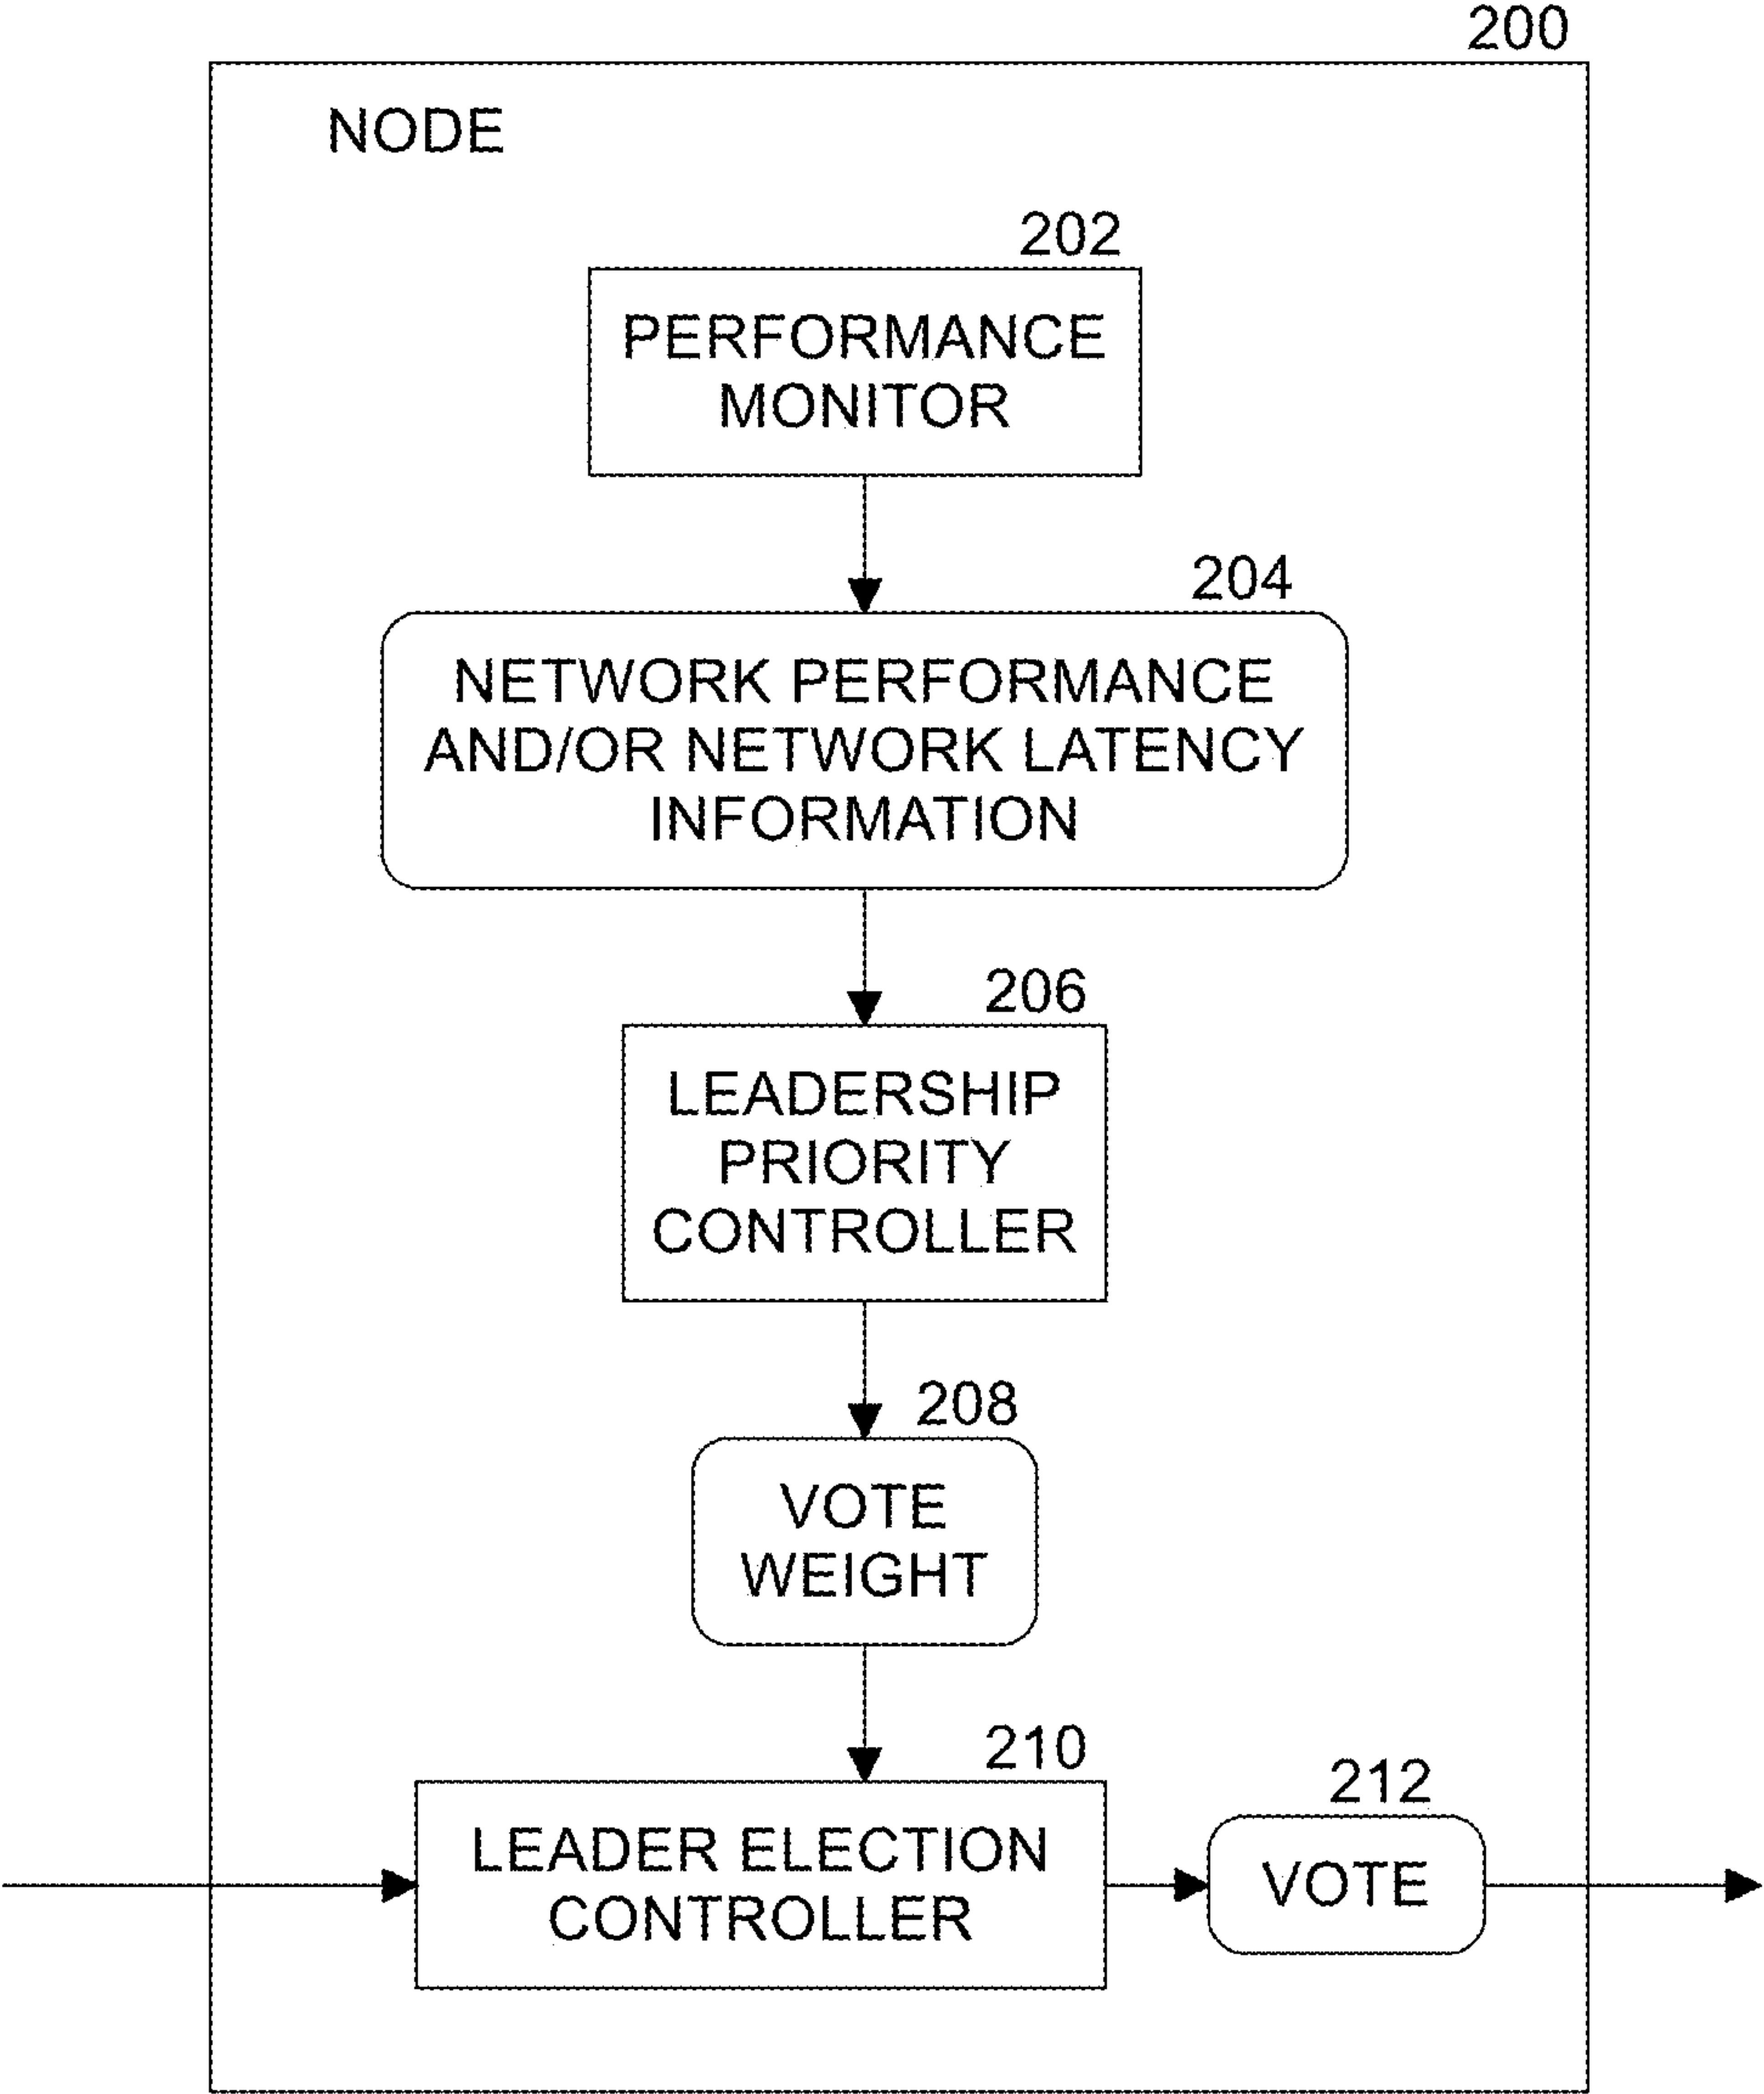 200
NODE
202
PERFORMANCE
MONITOR
204
NETWORK PERFORMANCE
AND/OR NETWORK LATENCY
INFORMATION
206
LEADERSHIP
PRIORITY
CONTROLLER
208
VOTE
WEIGHT
210
LEADER ELECTION
CONTROLLER
212
VOTE